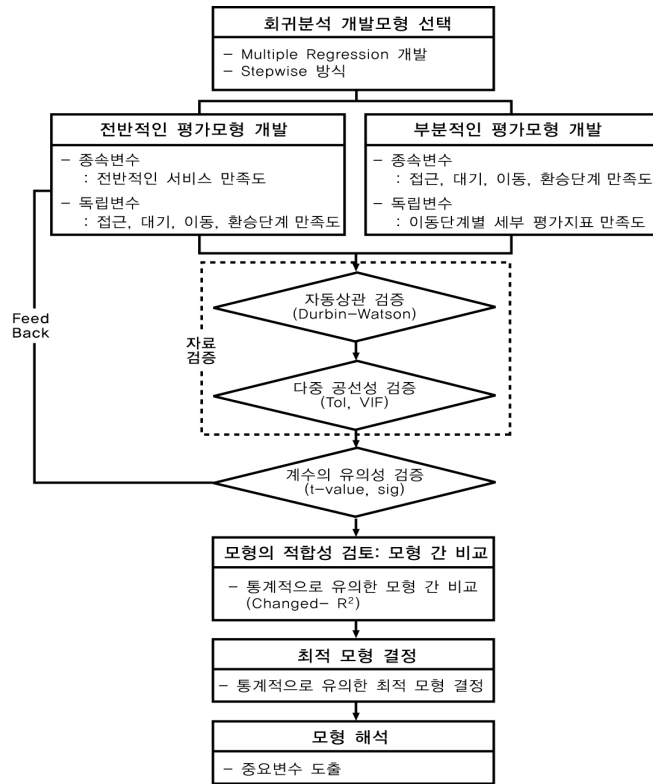 회귀분석 개발모형 선택
– Multiple Regression 개발
– Stepwise 방식
전반적인 평가모형 개발
– 종속변수
: 전반적인 서비스 만족도
– 독립변수
: 접근, 대기, 이동, 환승단계 만족도
부분적인 평가모형 개발
– 종속변수
: 접근, 대기, 이동, 환승단계 만족도
– 독립변수
: 이동단계별 세부 평가지표 만족도
Feed
Back
자료
검증
자동상관 검증
(Durbin–Watson)
다중 공선성 검증
(Tol, VIF)
계수의 유의성 검증
(t–value, sig)
모형의 적합성 검토: 모형 간 비교
– 통계적으로 유의한 모형 간 비교
(Changed– R²)
최적 모형 결정
– 통계적으로 유의한 최적 모형 결정
모형 해석
– 중요변수 도출